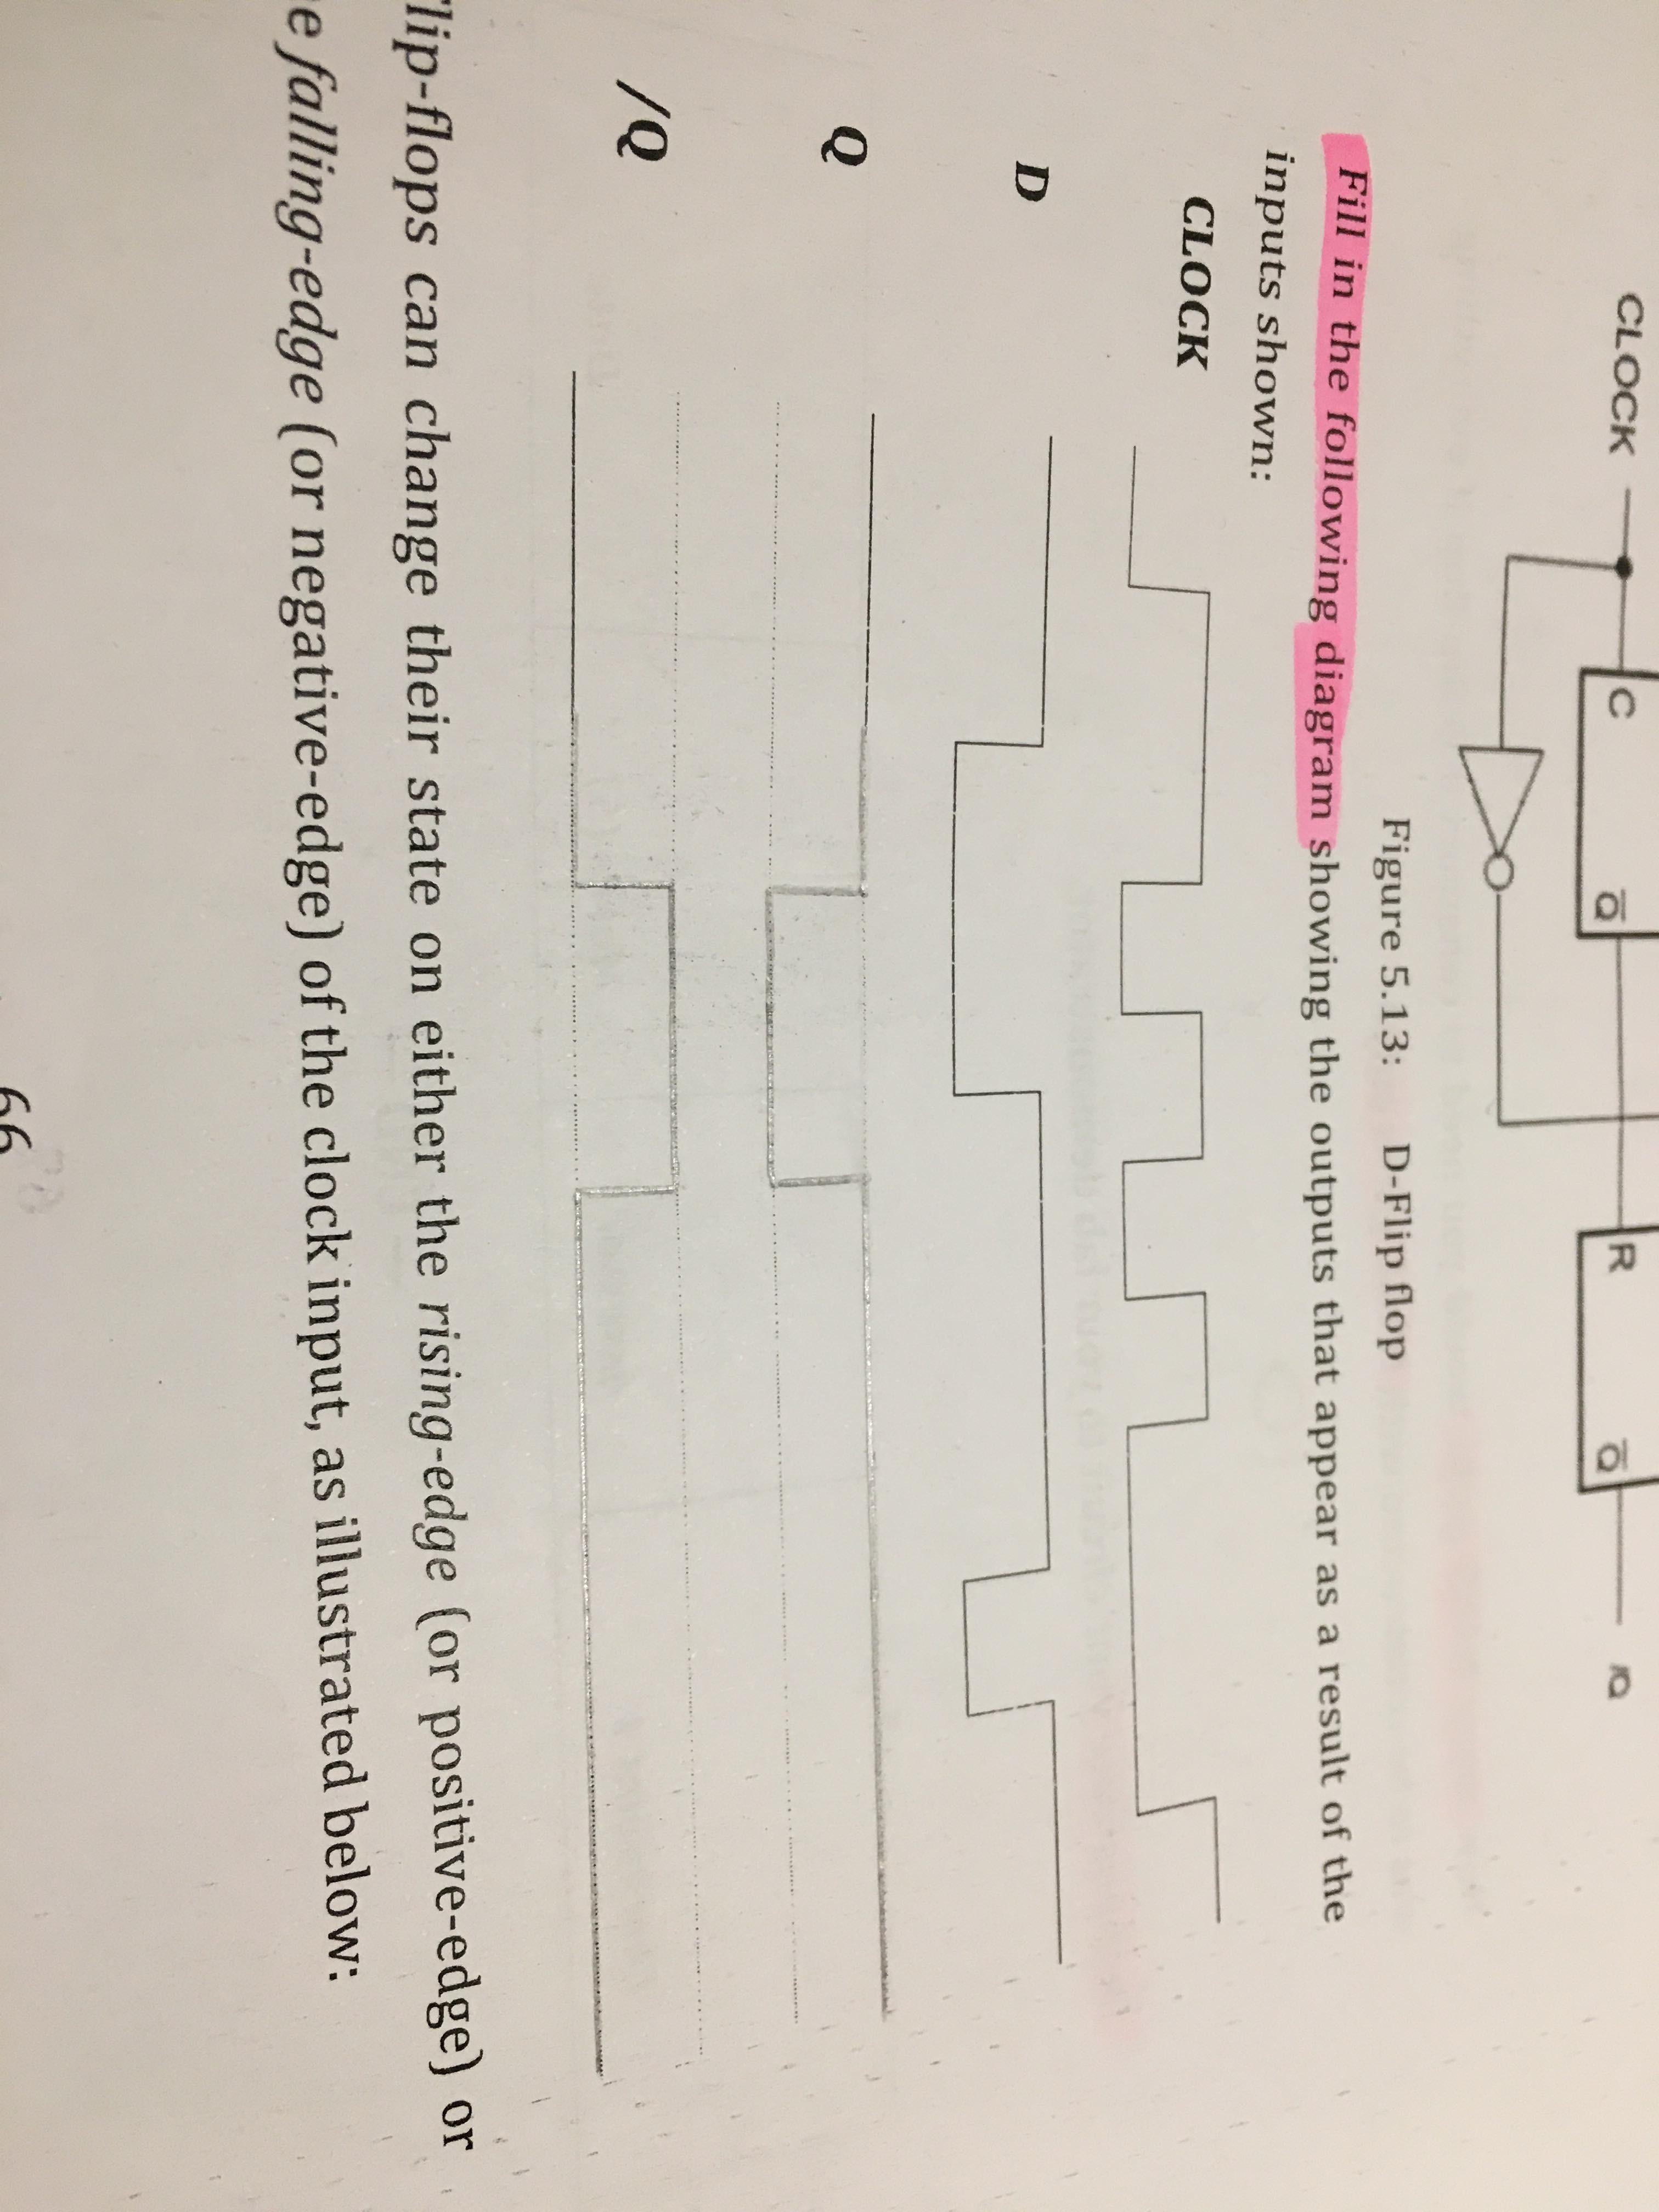 CLOCK C Q R Q /Q
Figure 5.13: D-Flip flop
Fill in the following diagram showing the outputs that appear as a result of the
inputs shown:
CLOCK
D
Q
/Q
lip-flops can change their state on either the rising-edge (or positive-edge) or
e falling-edge (or negative-edge) of the clock input, as illustrated below:
66